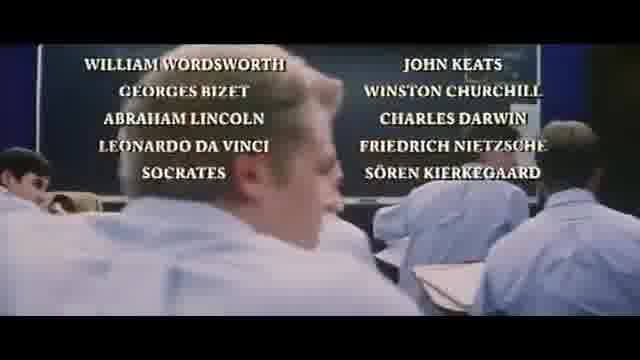 WILLIAM WORDSWORTH
GEORGES BIZET
ABRAHAM LINCOLN
LEONARDO DA VINCI
SOCRATES
JOHN KEATS
WINSTON CHURCHILL
CHARLES DARWIN
FRIEDRICH NIETZSCHE
SÖREN KIERKEGAARD